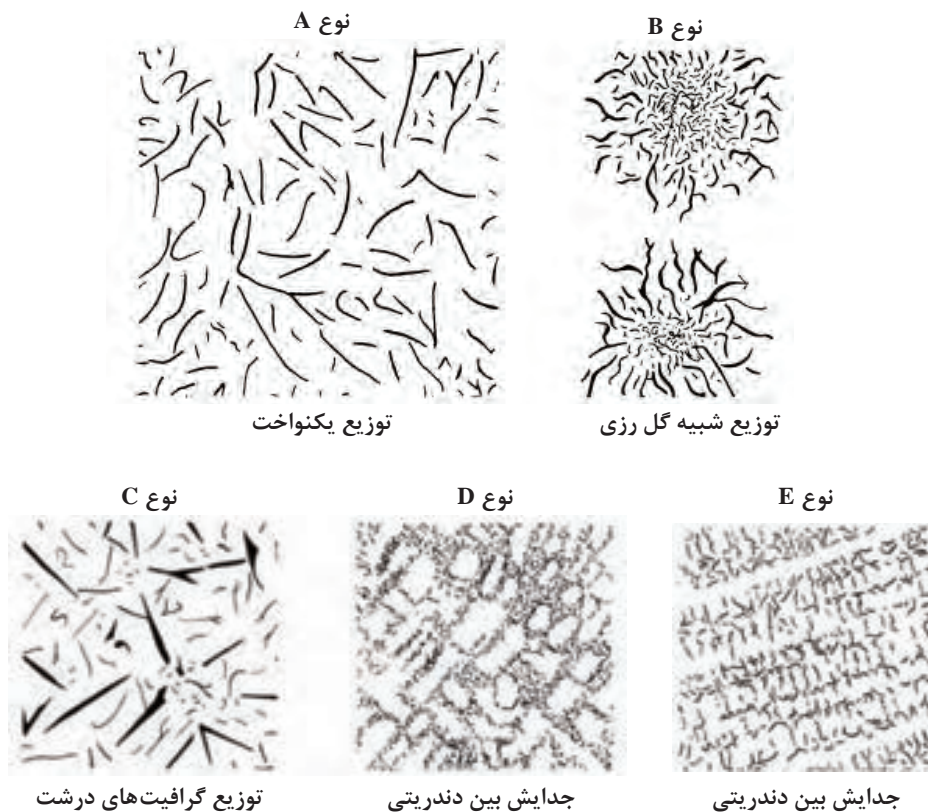 نوع A
نوع B
توزیع یکنواخت
توزیع شبیه گل رزی
نوع C
نوع D
نوع E
توزیع گرافیت‌های درشت
جدایش بین دندریتی
جدایش بین دندریتی